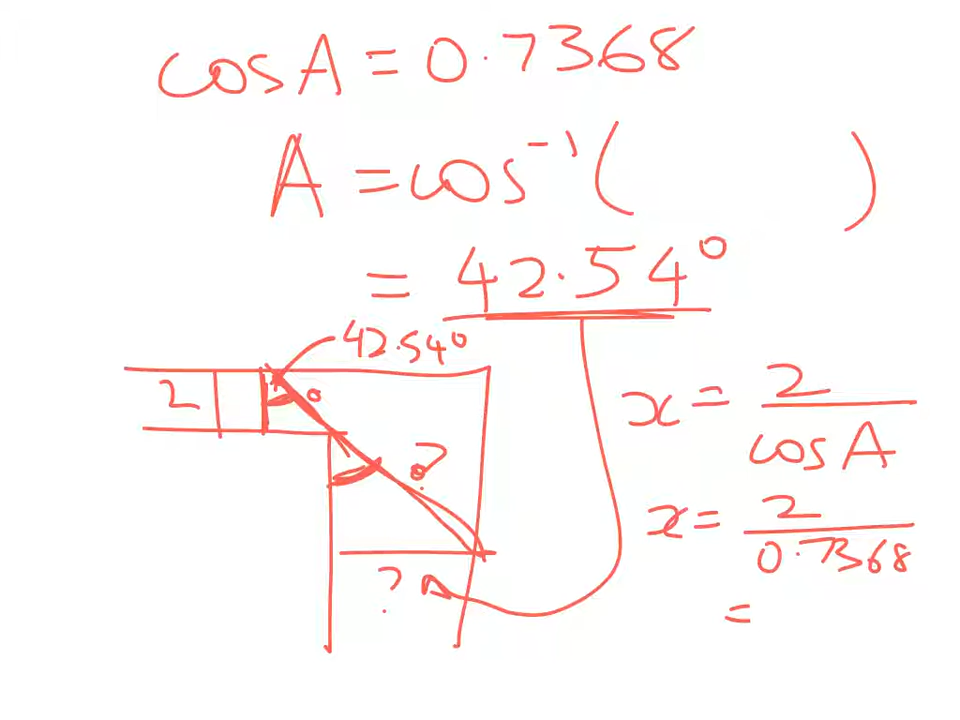 cos A = 0.7368
A = cos⁻¹( )
= 42.54°
42.54°
2
?
?
x = 2 / cos A
x = 2 / 0.7368
=